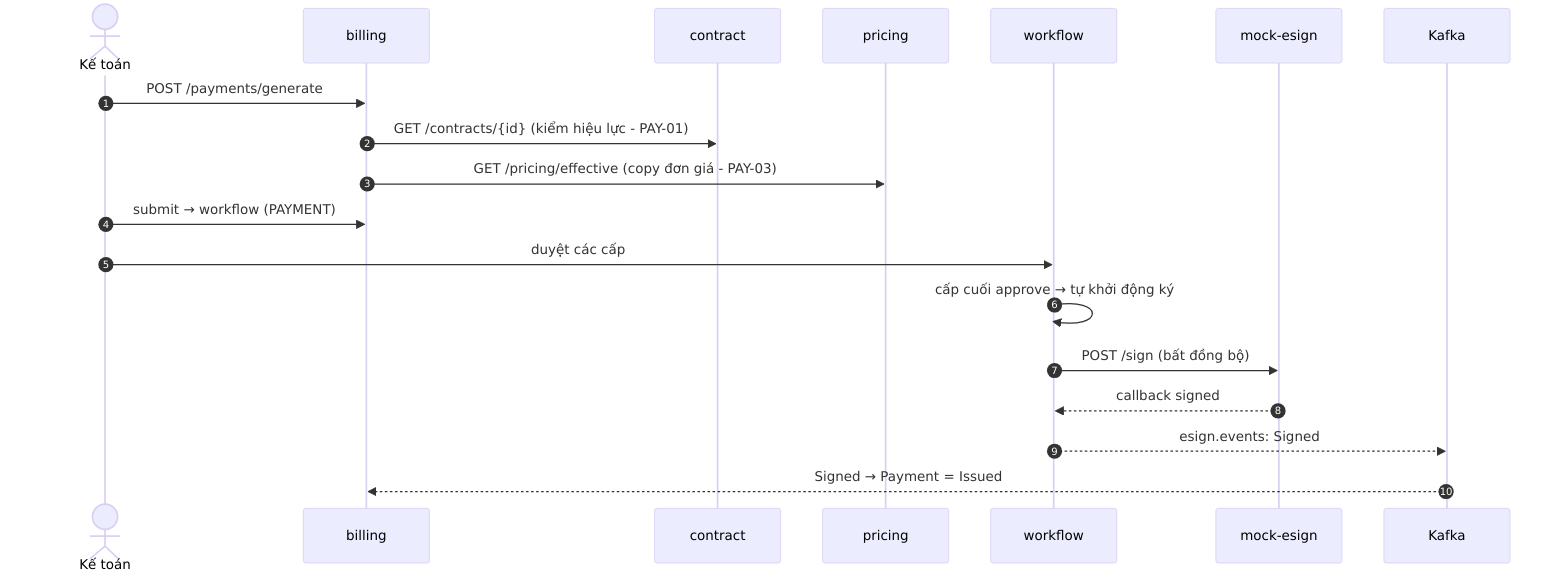 billing
contract
pricing
workflow
mock-esign
Kafka
Kế toán
POST /payments/generate
1
GET /contracts/{id} (kiểm hiệu lực - PAY-01)
2
GET /pricing/effective (copy đơn giá - PAY-03)
3
submit → workflow (PAYMENT)
4
duyệt các cấp
5
cấp cuối approve → tự khởi động ký
6
POST /sign (bất đồng bộ)
7
callback signed
8
esign.events: Signed
9
Signed → Payment = Issued
10
billing
contract
pricing
workflow
mock-esign
Kafka
Kế toán